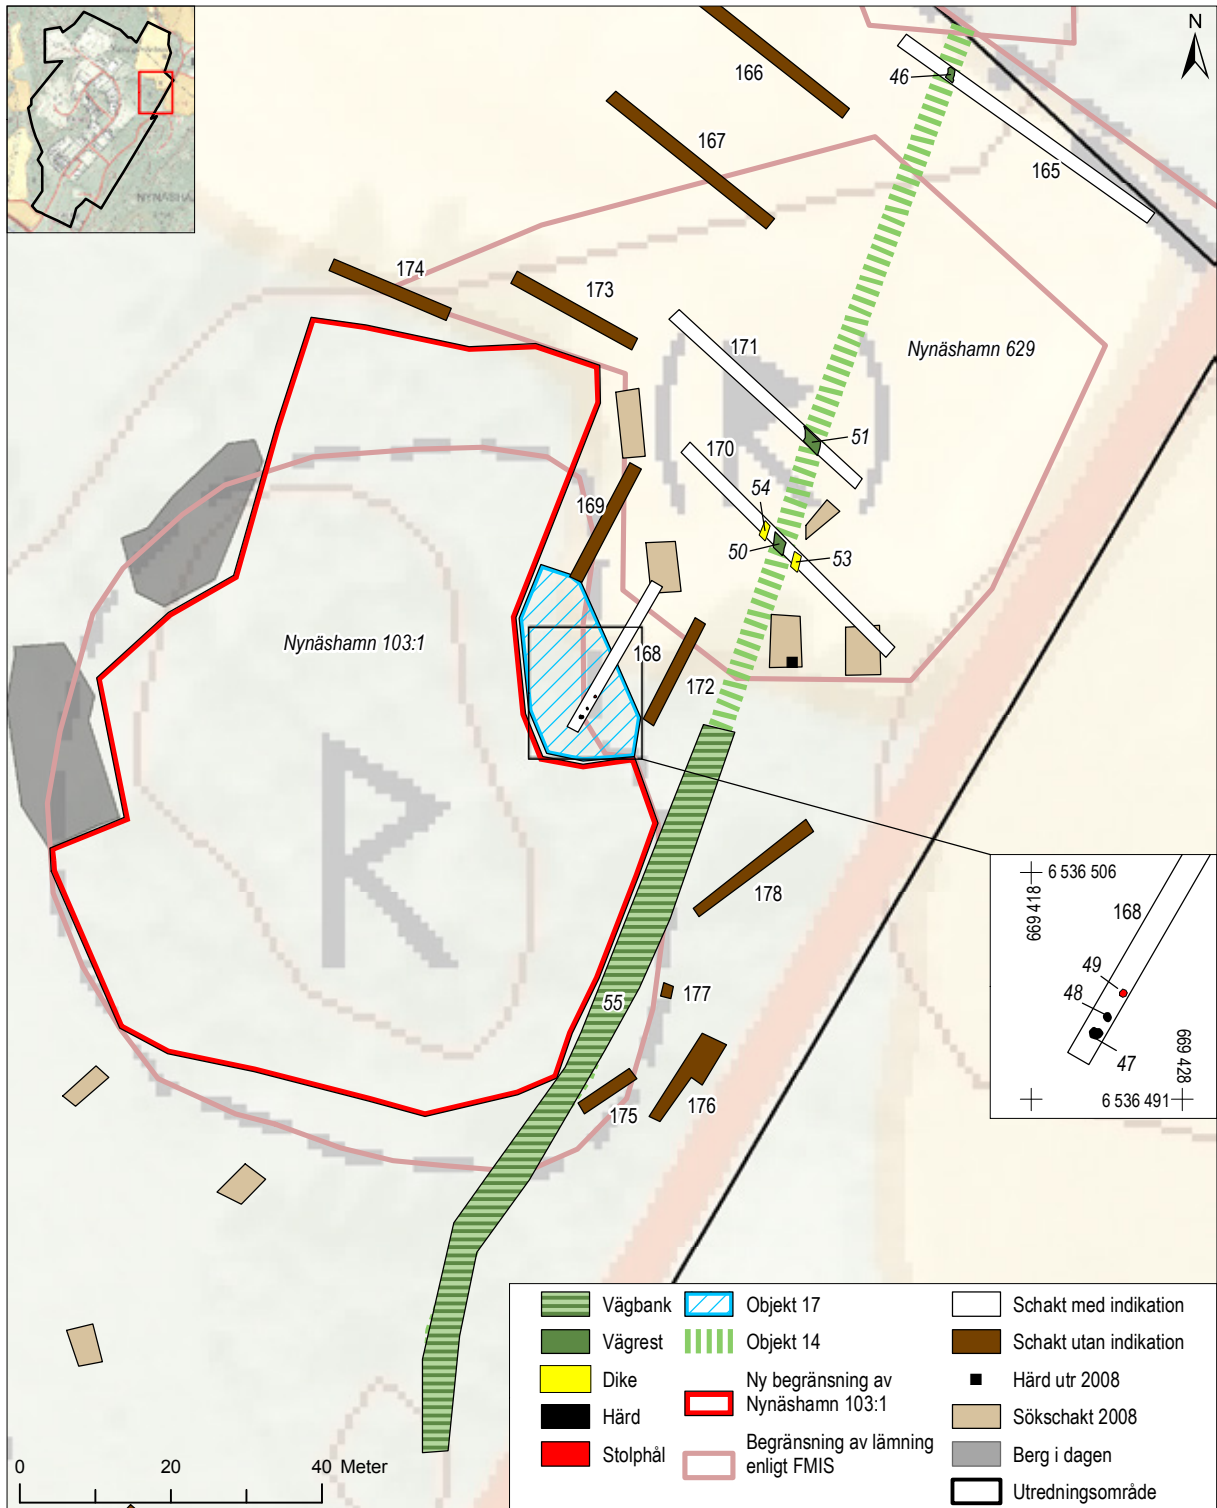 N
166
46
167
165
174
173
171
Nynäshamn 629
51
170
54
169
50
53
Nynäshamn 103:1
168
172
R
R
178
6 536 506
669 418
168
49
48
47
669 428
6 536 491
177
55
175
176
Vägbank
Vägrest
Dike
Härd
Stolphål
Objekt 17
Objekt 14
Ny begränsning av
Nynäshamn 103:1
Begränsning av lämning
enligt FMIS
Schakt med indikation
Schakt utan indikation
Härd utr 2008
Sökschakt 2008
Berg i dagen
Utredningsområde
0 20 40 Meter